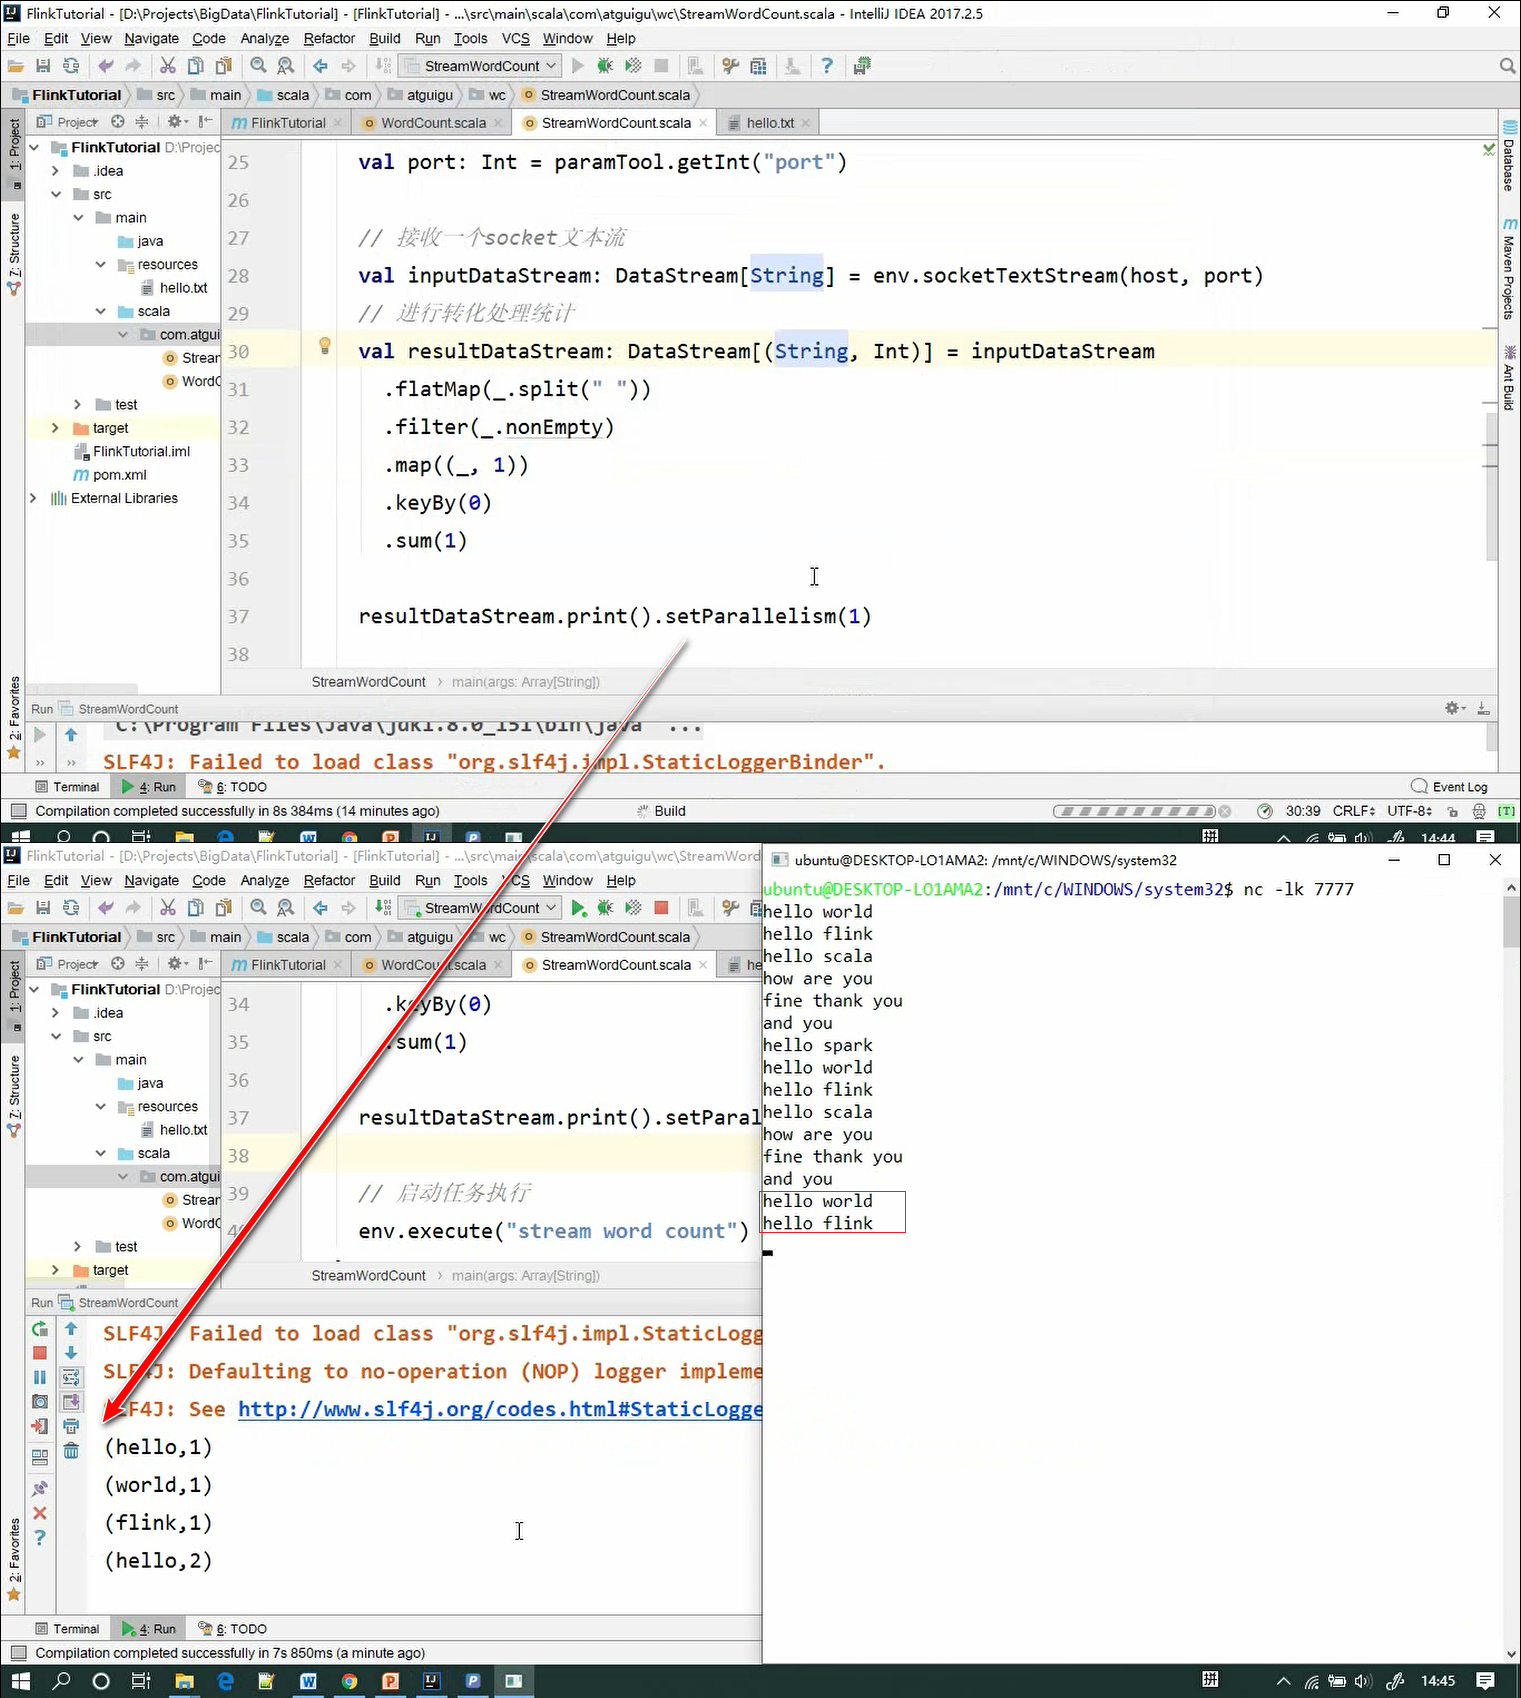 FlinkTutorial - [D:\Projects\BigData\FlinkTutorial] - [FlinkTutorial] - ...\src\main\scala\com\atguigu\wc\StreamWordCount.scala - IntelliJ IDEA 2017.2.5
File Edit View Navigate Code Analyze Refactor Build Run Tools VCS Window Help
StreamWordCount
FlinkTutorial src main scala com atguigu wc StreamWordCount.scala
Project FlinkTutorial WordCount.scala StreamWordCount.scala hello.txt
1: Project
7: Structure
2: Favorites
FlinkTutorial D:\Projec
.idea
src
main
java
resources
hello.txt
scala
com.atgui
Strear
WordC
test
target
FlinkTutorial.iml
pom.xml
External Libraries
25 val port: Int = paramTool.getInt("port")
26
27 // 接收一个socket文本流
28 val inputDataStream: DataStream[String] = env.socketTextStream(host, port)
29 // 进行转化处理统计
30 val resultDataStream: DataStream[(String, Int)] = inputDataStream
31 .flatMap(_.split(" "))
32 .filter(_.nonEmpty)
33 .map((_, 1))
34 .keyBy(0)
35 .sum(1)
36
37 resultDataStream.print().setParallelism(1)
38
Database
Maven Projects
Ant Build
StreamWordCount › main(args: Array[String])
Run StreamWordCount
"C:\Program Files\Java\jdk1.8.0_151\bin\java" ...
SLF4J: Failed to load class "org.slf4j.impl.StaticLoggerBinder".
Terminal 4: Run 6: TODO Event Log
Compilation completed successfully in 8s 384ms (14 minutes ago) Build 30:39 CRLF UTF-8 [T]
拼 14:44
FlinkTutorial - [D:\Projects\BigData\FlinkTutorial] - [FlinkTutorial] - ...\src\main\scala\com\atguigu\wc\StreamWordC
File Edit View Navigate Code Analyze Refactor Build Run Tools VCS Window Help
StreamWordCount
FlinkTutorial src main scala com atguigu wc StreamWordCount.scala
Project FlinkTutorial WordCount.scala StreamWordCount.scala he
1: Project
7: Structure
2: Favorites
FlinkTutorial D:\Projec
.idea
src
main
java
resources
hello.txt
scala
com.atgui
Strear
WordC
test
target
34 .keyBy(0)
35 .sum(1)
36
37 resultDataStream.print().setParal
38
39 // 启动任务执行
40 env.execute("stream word count")
StreamWordCount › main(args: Array[String])
Run StreamWordCount
SLF4J: Failed to load class "org.slf4j.impl.StaticLogg
SLF4J: Defaulting to no-operation (NOP) logger impleme
SLF4J: See http://www.slf4j.org/codes.html#StaticLogge
(hello,1)
(world,1)
(flink,1)
(hello,2)
Terminal 4: Run 6: TODO
Compilation completed successfully in 7s 850ms (a minute ago)
ubuntu@DESKTOP-LO1AMA2: /mnt/c/WINDOWS/system32
ubuntu@DESKTOP-LO1AMA2:/mnt/c/WINDOWS/system32$ nc -lk 7777
hello world
hello flink
hello scala
how are you
fine thank you
and you
hello spark
hello world
hello flink
hello scala
how are you
fine thank you
and you
hello world
hello flink
拼 14:45